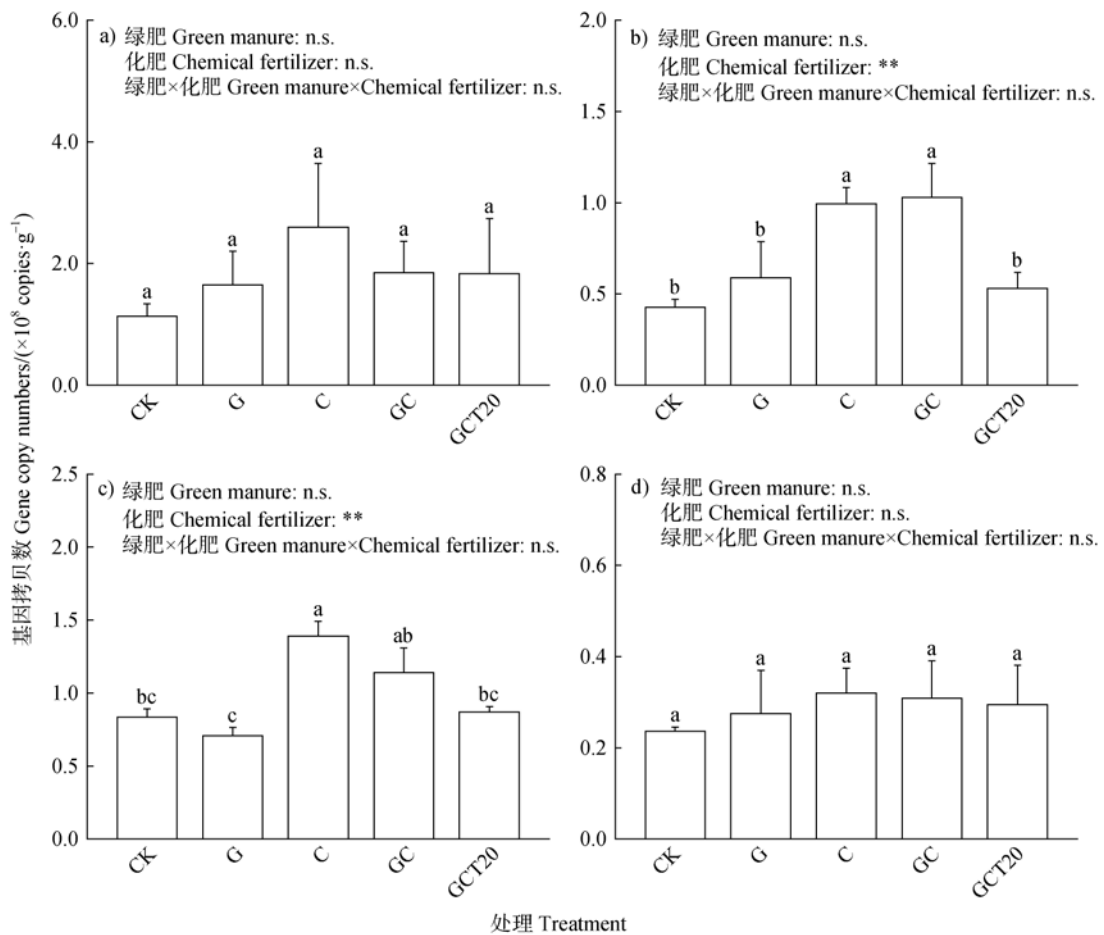 基因拷贝数 Gene copy numbers/(×10⁸ copies·g⁻¹)
a) 绿肥 Green manure: n.s.
化肥 Chemical fertilizer: n.s.
绿肥×化肥 Green manure×Chemical fertilizer: n.s.
6.0
4.0
2.0
0.0
a
a
a
a
a
CK
G
C
GC
GCT20
b) 绿肥 Green manure: n.s.
化肥 Chemical fertilizer: **
绿肥×化肥 Green manure×Chemical fertilizer: n.s.
2.0
1.5
1.0
0.5
0.0
b
b
a
a
b
CK
G
C
GC
GCT20
c) 绿肥 Green manure: n.s.
化肥 Chemical fertilizer: **
绿肥×化肥 Green manure×Chemical fertilizer: n.s.
2.5
2.0
1.5
1.0
0.5
0.0
bc
c
a
ab
bc
CK
G
C
GC
GCT20
d) 绿肥 Green manure: n.s.
化肥 Chemical fertilizer: n.s.
绿肥×化肥 Green manure×Chemical fertilizer: n.s.
0.8
0.6
0.4
0.2
0.0
a
a
a
a
a
CK
G
C
GC
GCT20
处理 Treatment